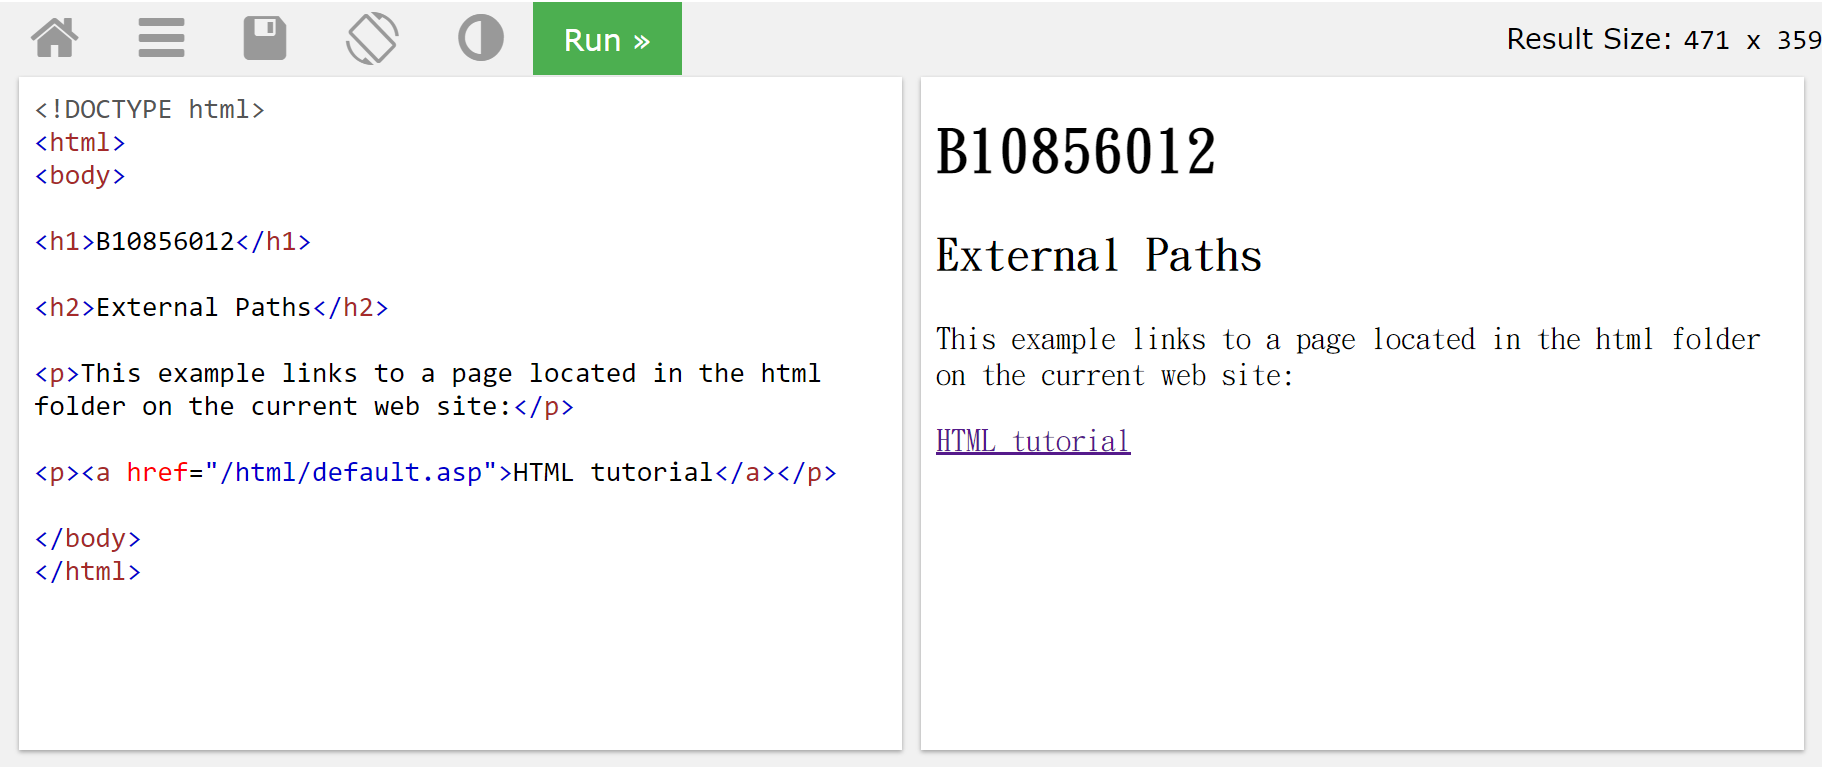 Run »
Result Size: 471 x 359
<!DOCTYPE html>
<html>
<body>
<h1>B10856012</h1>
<h2>External Paths</h2>
<p>This example links to a page located in the html
folder on the current web site:</p>
<p><a href="/html/default.asp">HTML tutorial</a></p>
</body>
</html>
B10856012
External Paths
This example links to a page located in the html folder
on the current web site:
HTML tutorial